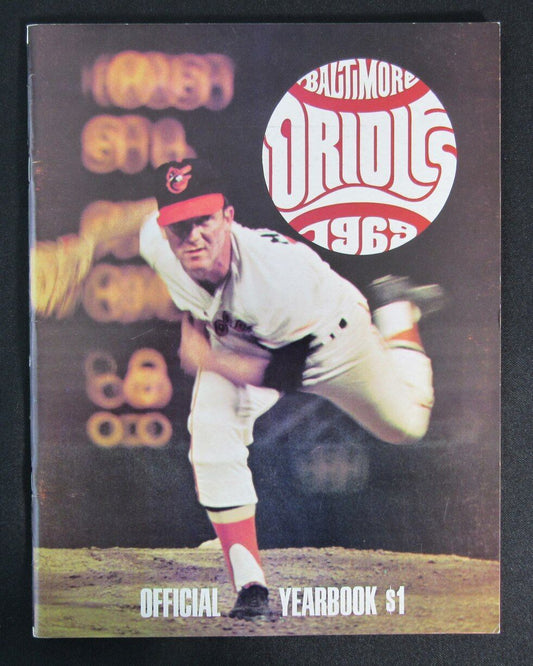 BALTIMORE
ORIOLES
1969
OFFICIAL YEARBOOK $1